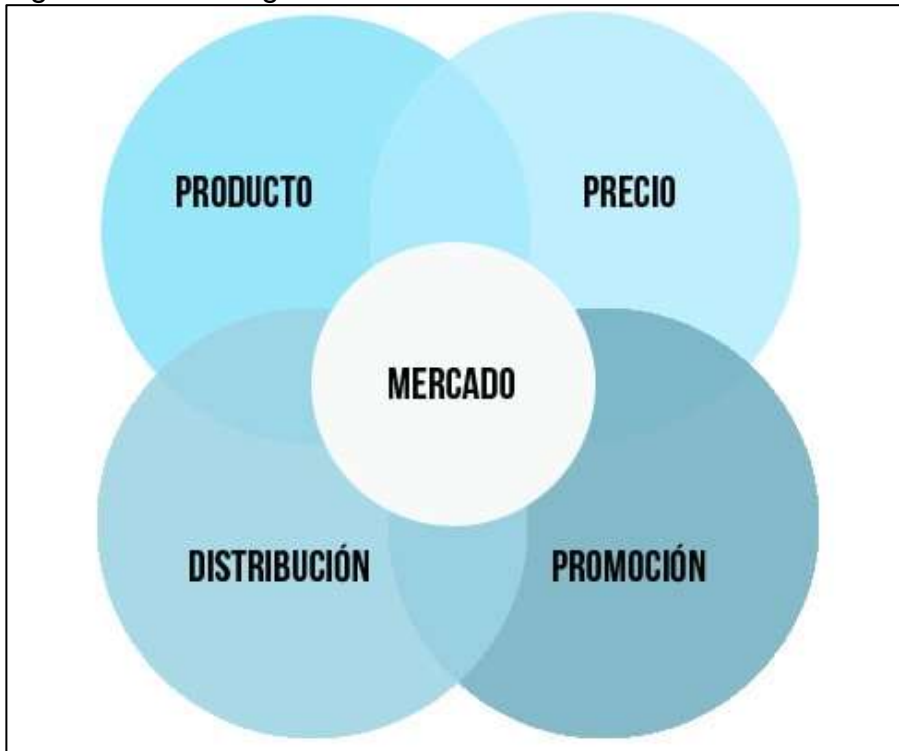 PRODUCTO
PRECIO
MERCADO
DISTRIBUCIÓN
PROMOCIÓN